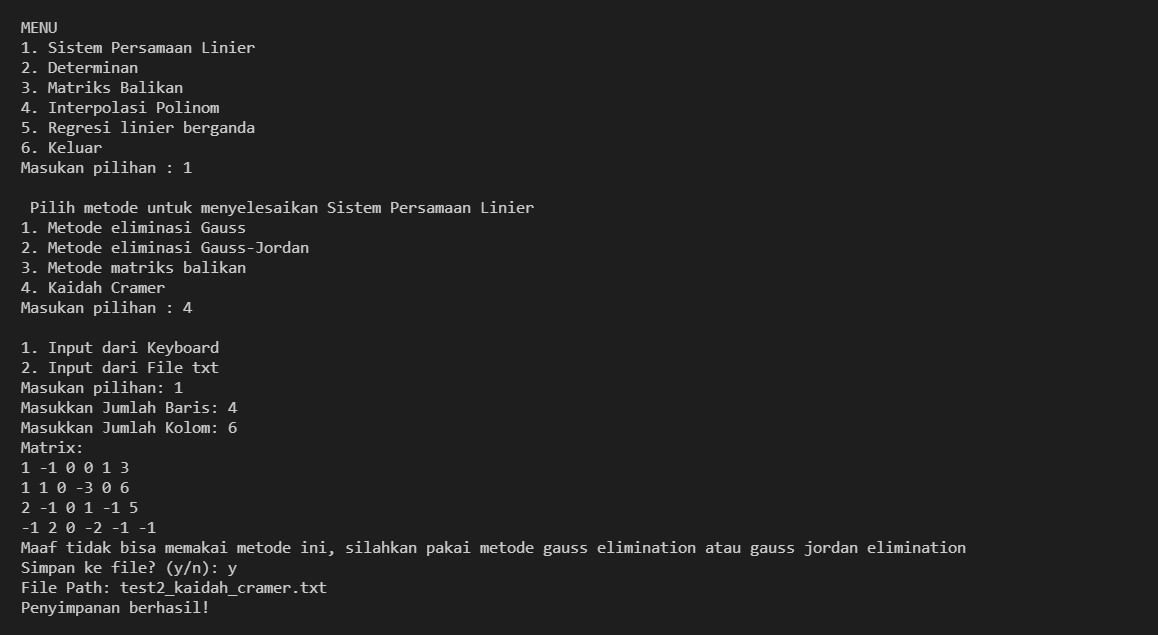 MENU
1. Sistem Persamaan Linier
2. Determinan
3. Matriks Balikan
4. Interpolasi Polinom
5. Regresi linier berganda
6. Keluar
Masukan pilihan : 1
Pilih metode untuk menyelesaikan Sistem Persamaan Linier
1. Metode eliminasi Gauss
2. Metode eliminasi Gauss-Jordan
3. Metode matriks balikan
4. Kaidah Cramer
Masukan pilihan : 4
1. Input dari Keyboard
2. Input dari File txt
Masukan pilihan: 1
Masukkan Jumlah Baris: 4
Masukkan Jumlah Kolom: 6
Matrix:
1 -1 0 0 1 3
1 1 0 -3 0 6
2 -1 0 1 -1 5
-1 2 0 -2 -1 -1
Maaf tidak bisa memakai metode ini, silahkan pakai metode gauss elimination atau gauss jordan elimination
Simpan ke file? (y/n): y
File Path: test2_kaidah_cramer.txt
Penyimpanan berhasil!